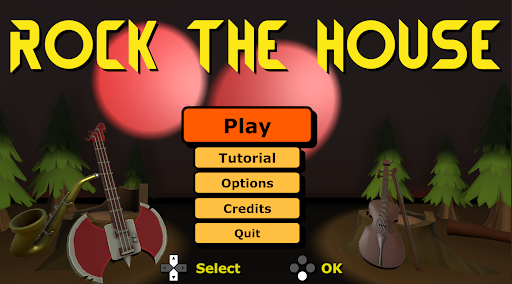 ROCK THE HOUSE
Play
Tutorial
Options
Credits
Quit
Select OK